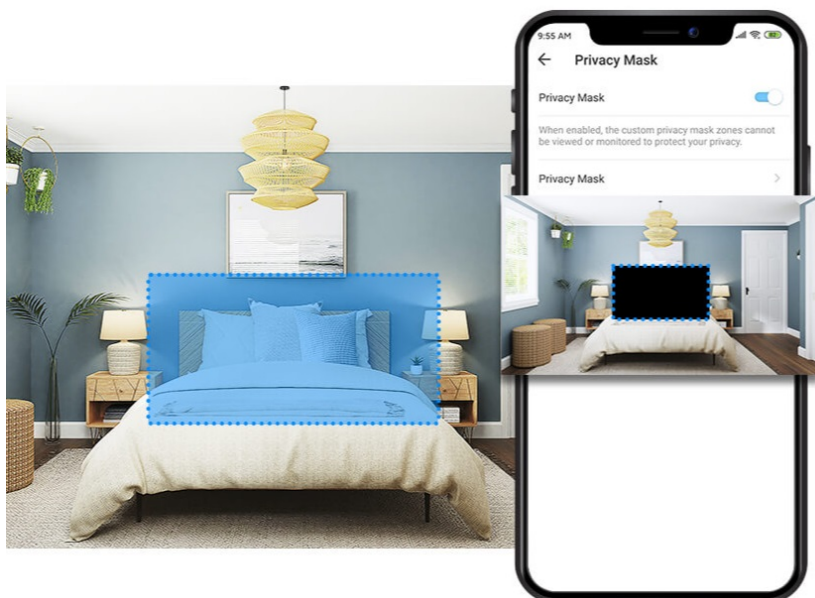 9:55 AM
Privacy Mask
Privacy Mask
When enabled, the custom privacy mask zones cannot
be viewed or monitored to protect your privacy.
Privacy Mask